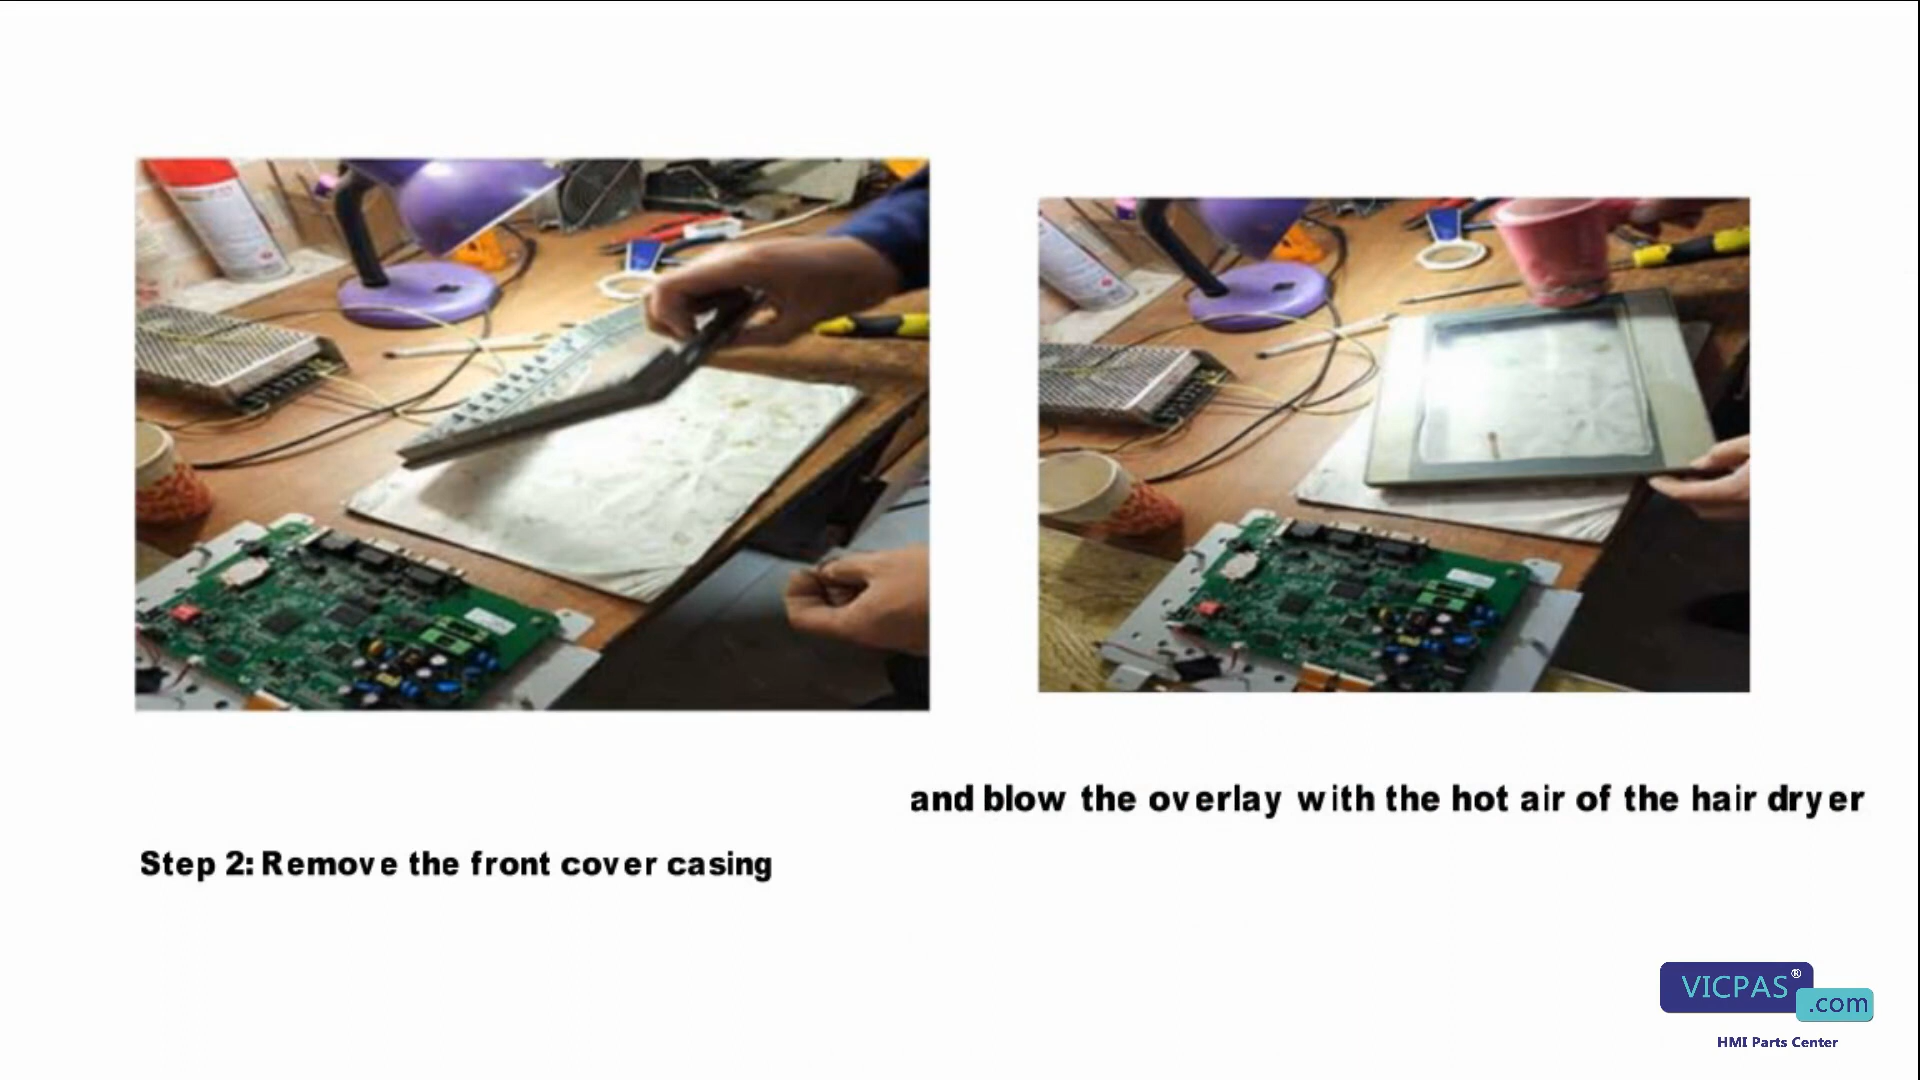 and blow the overlay with the hot air of the hair dryer
Step 2: Remove the front cover casing
VICPAS®
.com
HMI Parts Center